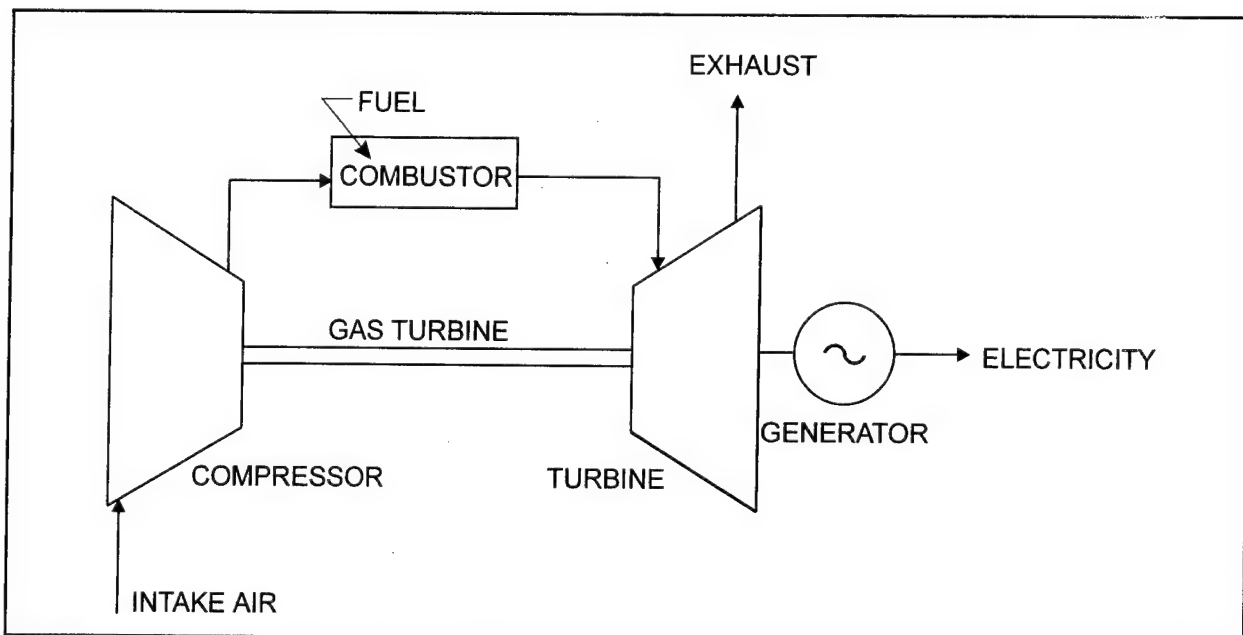 EXHAUST
FUEL
COMBUSTOR
GAS TURBINE
ELECTRICITY
GENERATOR
COMPRESSOR
TURBINE
INTAKE AIR